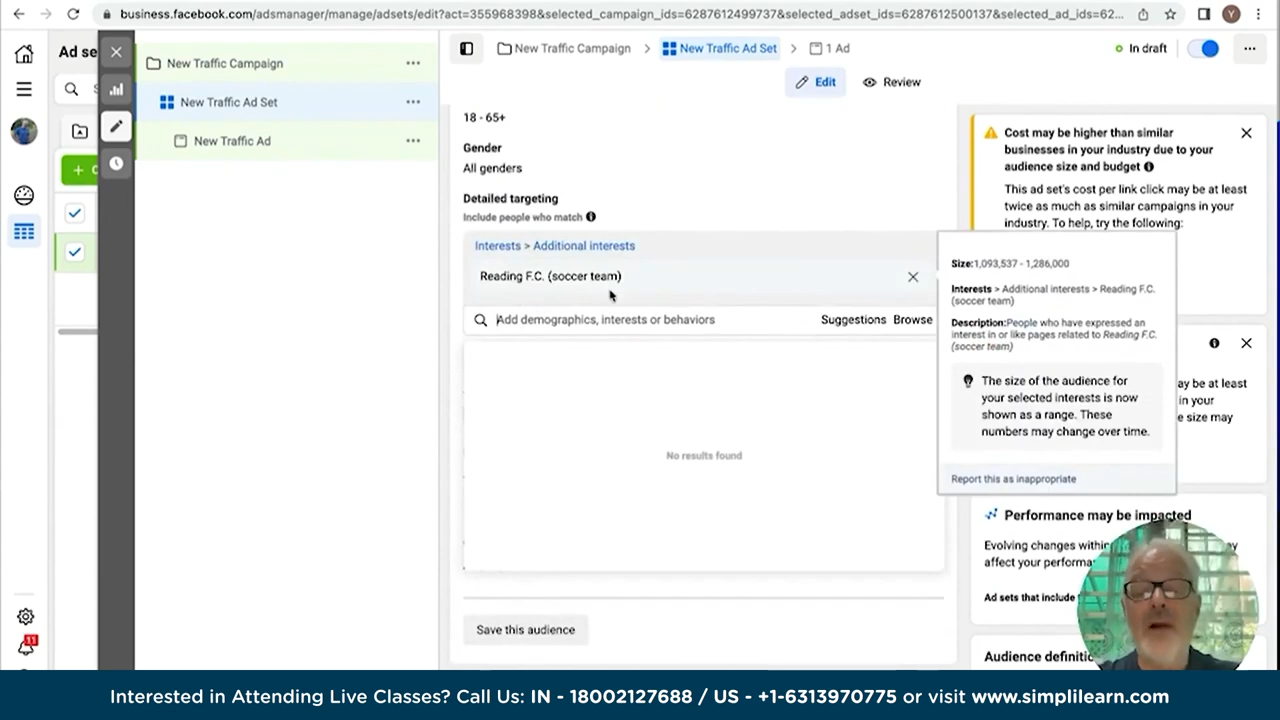 business.facebook.com/adsmanager/manage/adsets/edit?act=355968398&selected_campaign_ids=6287612499737&selected_adset_ids=6287612500137&selected_ad_ids=62...
Y
Ad se
New Traffic Campaign
New Traffic Ad Set
New Traffic Ad
New Traffic Campaign > New Traffic Ad Set > 1 Ad
In draft
Edit
Review
18 - 65+
Gender
All genders
Detailed targeting
Include people who match
Interests > Additional interests
Reading F.C. (soccer team)
Add demographics, interests or behaviors
Suggestions
Browse
No results found
Save this audience
Cost may be higher than similar
businesses in your industry due to your
audience size and budget
This ad set's cost per link click may be at least
twice as much as similar campaigns in your
industry. To help, try the following:
Size:1,093,537 - 1,286,000
Interests > Additional interests > Reading F.C.
(soccer team)
Description:People who have expressed an
interest in or like pages related to Reading F.C.
(soccer team)
The size of the audience for
your selected interests is now
shown as a range. These
numbers may change over time.
Report this as inappropriate
ay be at least
in your
e size may
Performance may be impacted
Evolving changes within
affect your performa
Ad sets that include
Audience definitio
11
Interested in Attending Live Classes? Call Us: IN - 18002127688 / US - +1-6313970775 or visit www.simplilearn.com